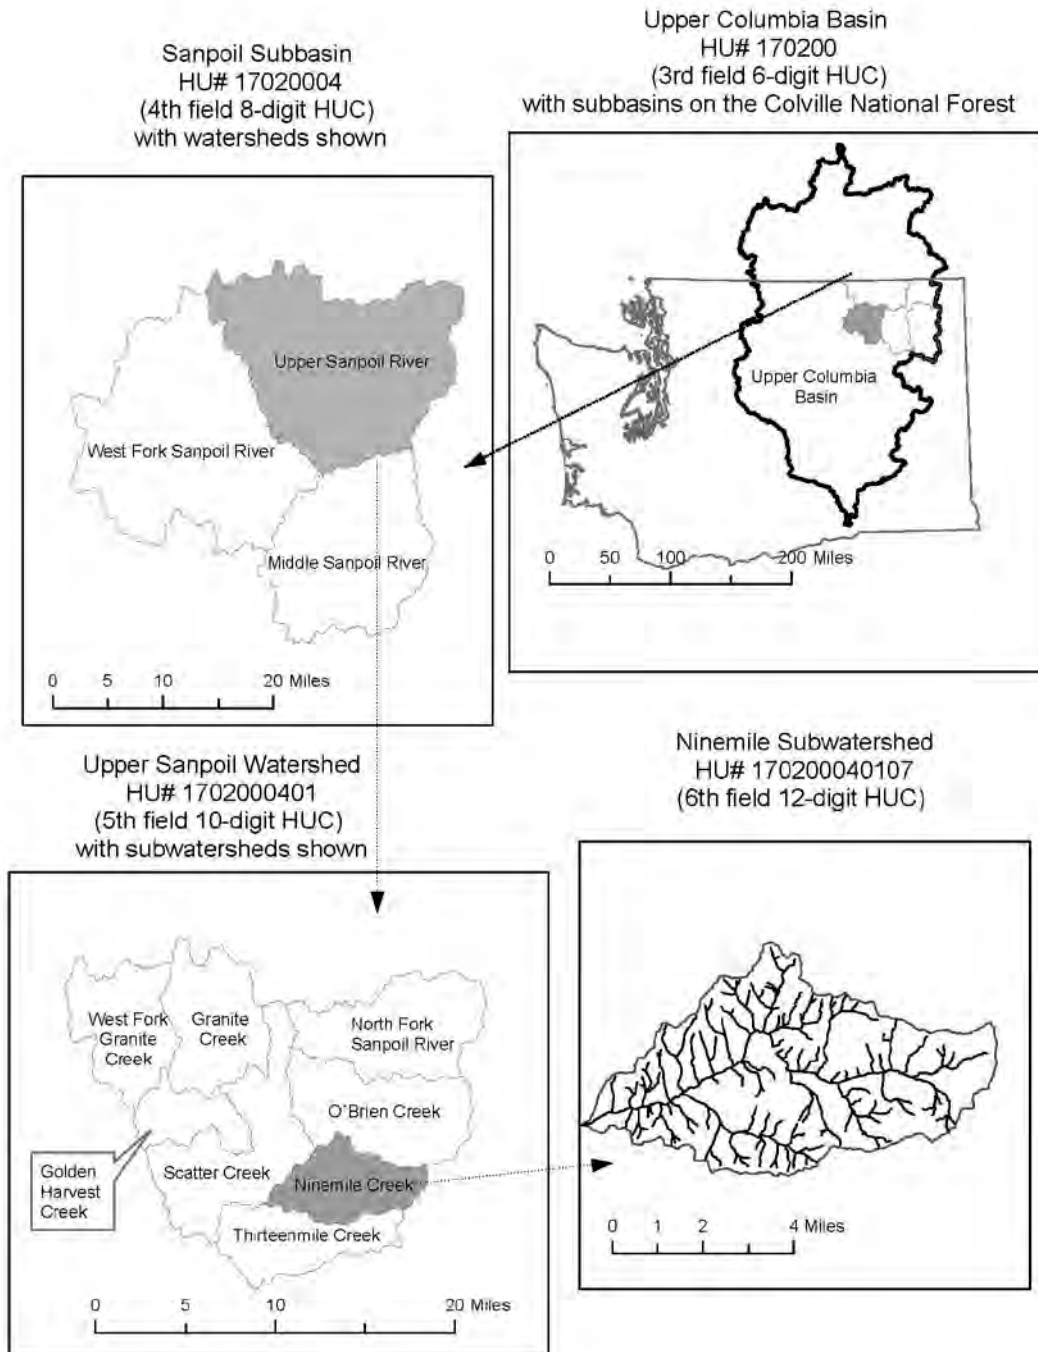 Sanpoil Subbasin
HU# 17020004
(4th field 8-digit HUC)
with watersheds shown
Upper Sanpoil River
West Fork Sanpoil River
Middle Sanpoil River
0 5 10 20 Miles
Upper Columbia Basin
HU# 170200
(3rd field 6-digit HUC)
with subbasins on the Colville National Forest
Upper Columbia
Basin
0 50 100 200 Miles
Upper Sanpoil Watershed
HU# 1702000401
(5th field 10-digit HUC)
with subwatersheds shown
West Fork
Granite
Creek
Granite
Creek
North Fork
Sanpoil River
O'Brien Creek
Golden
Harvest
Creek
Scatter Creek
Ninemile Creek
Thirteenmile Creek
0 5 10 20 Miles
Ninemile Subwatershed
HU# 170200040107
(6th field 12-digit HUC)
0 1 2 4 Miles